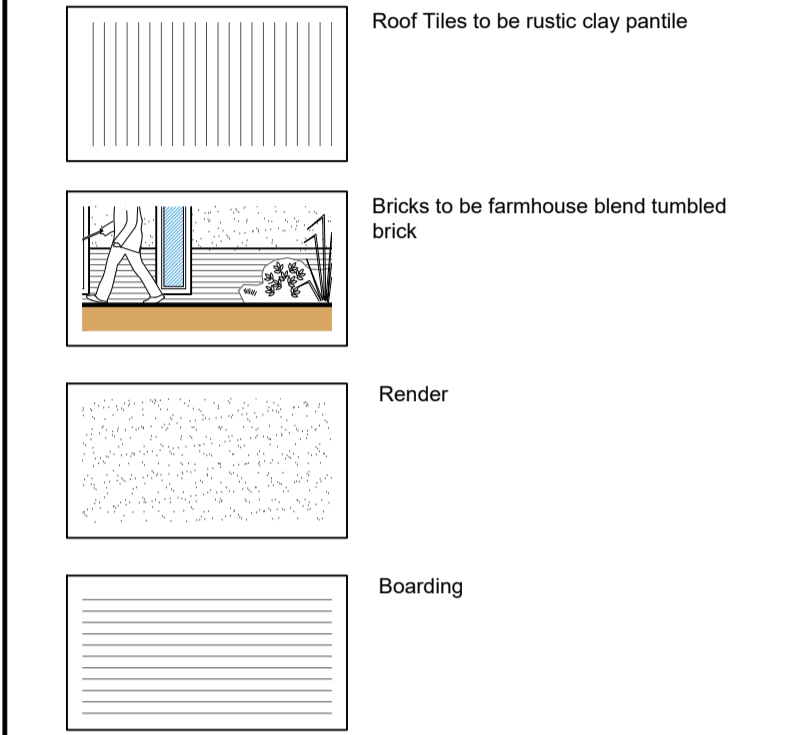 Roof Tiles to be rustic clay pantile
Bricks to be farmhouse blend tumbled
brick
Render
Boarding